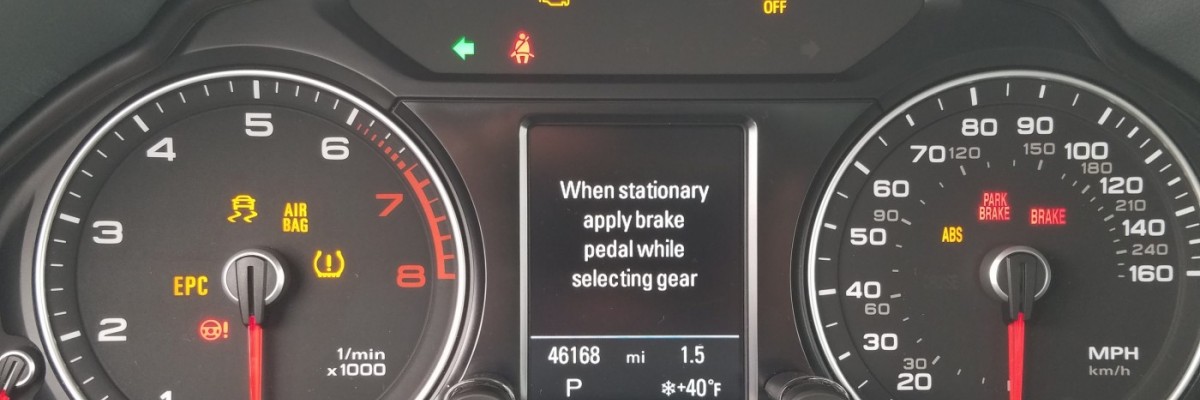 OFF
5
4
6
3
7
AIR
BAG
EPC
8
2
1/min
x1000
1
When stationary
apply brake
pedal while
selecting gear
46168 mi 1.5
P ❄+40°F
80 90
70 120 150 100
180
60 120
PARK
BRAKE
BRAKE
210
90
ABS
50 140
240
160
40
60
30
MPH
km/h
30
20